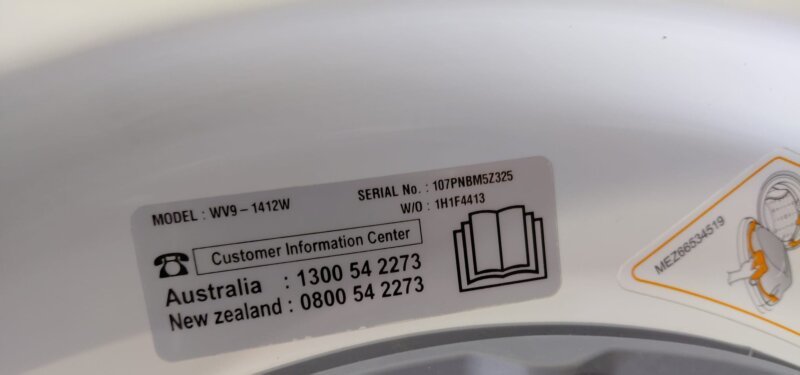 MODEL : WV9-1412W
SERIAL No. : 107PNBM5Z325
W/O : 1H1F4413
Customer Information Center
Australia : 1300 54 2273
New zealand : 0800 54 2273
MEZ66534519